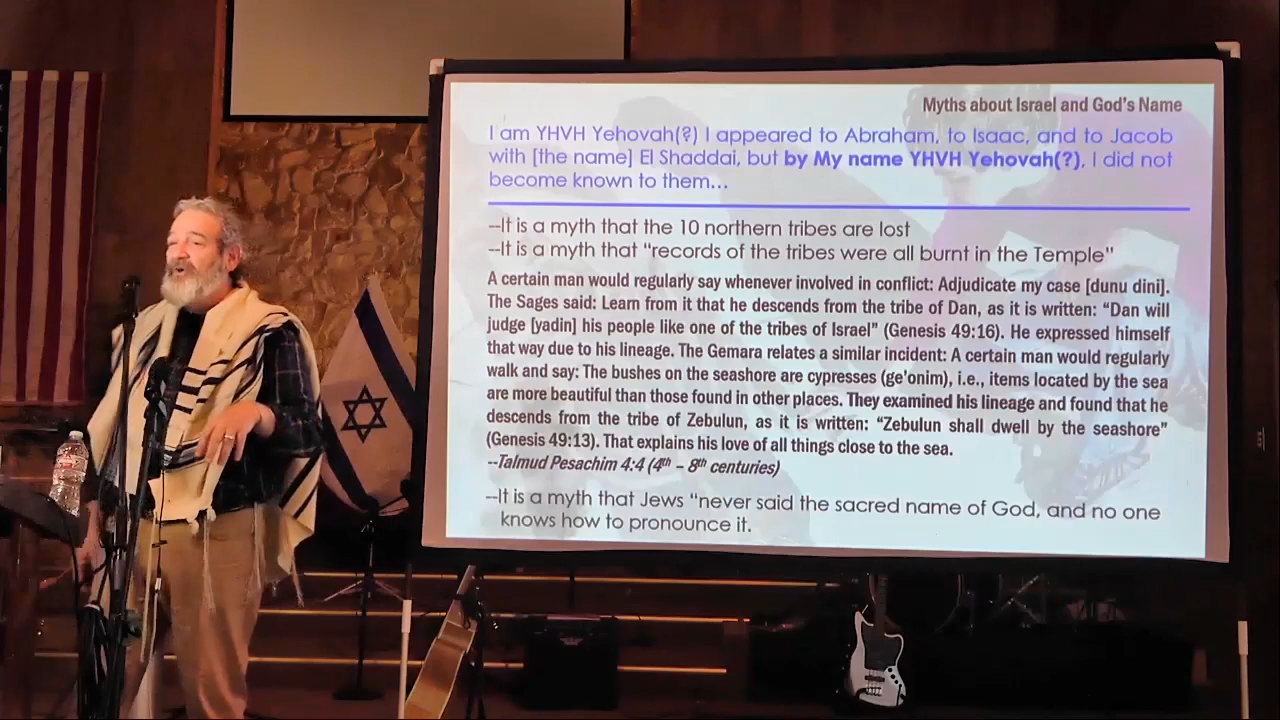 Myths about Israel and God's Name
I am YHVH Yehovah(?) I appeared to Abraham, to Isaac, and to Jacob
with [the name] El Shaddai, but by My name YHVH Yehovah(?), I did not
become known to them...
--It is a myth that the 10 northern tribes are lost
--It is a myth that "records of the tribes were all burnt in the Temple"
A certain man would regularly say whenever involved in conflict: Adjudicate my case [dunu dini].
The Sages said: Learn from it that he descends from the tribe of Dan, as it is written: "Dan will
judge [yadin] his people like one of the tribes of Israel" (Genesis 49:16). He expressed himself
that way due to his lineage. The Gemara relates a similar incident: A certain man would regularly
walk and say: The bushes on the seashore are cypresses (ge'onim), i.e., items located by the sea
are more beautiful than those found in other places. They examined his lineage and found that he
descends from the tribe of Zebulun, as it is written: "Zebulun shall dwell by the seashore"
(Genesis 49:13). That explains his love of all things close to the sea.
--Talmud Pesachim 4:4 (4th – 8th centuries)
--It is a myth that Jews "never said the sacred name of God, and no one
knows how to pronounce it.